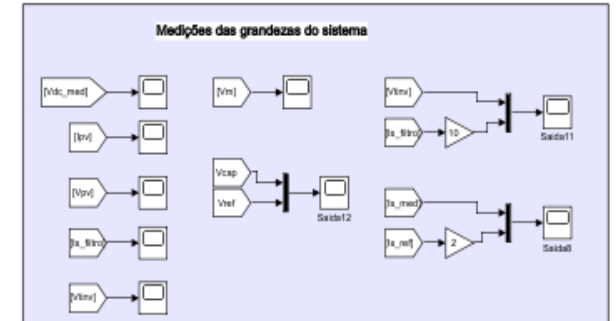 Medições das grandezas do sistema
[Vdc_med]
[Vm]
[Vtinv]
[Ipv]
[Is_filtro]
10
Saida11
Vcap
[Vpv]
Vref
Saida12
[Is_med]
[Is_filtro]
[Is_ref]
2
Saida8
[Vtinv]